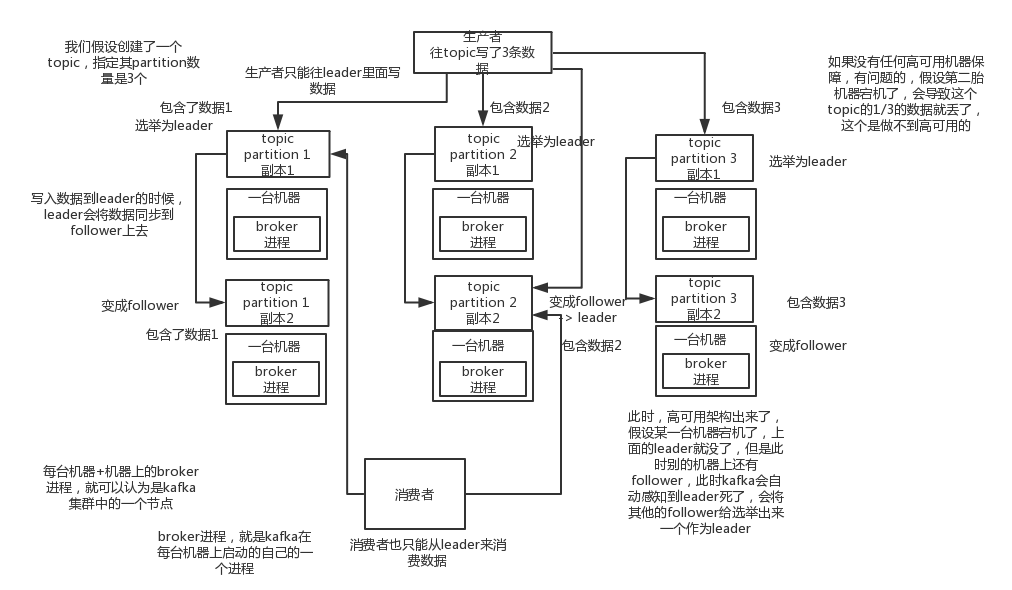 生产者
往topic写了3条数
据
我们假设创建了一个
topic，指定其partition数
量是3个
生产者只能往leader里面写
数据
如果没有任何高可用机器保
障，有问题的，假设第二胎
机器宕机了，会导致这个
topic的1/3的数据就丢了，
这个是做不到高可用的
包含了数据1
选举为leader
包含数据2
选举为leader
包含数据3
选举为leader
topic
partition 1
副本1
topic
partition 2
副本1
topic
partition 3
副本1
写入数据到leader的时候，
leader会将数据同步到
follower上去
一台机器
broker
进程
一台机器
broker
进程
一台机器
broker
进程
变成follower
包含了数据1
topic
partition 1
副本2
topic
partition 2
副本2
变成follower
-> leader
包含数据2
topic
partition 3
副本2
包含数据3
变成follower
一台机器
broker
进程
一台机器
broker
进程
一台机器
broker
进程
此时，高可用架构出来了，
假设某一台机器宕机了，上
面的leader就没了，但是此
时别的机器上还有
follower，此时kafka会自
动感知到leader死了，会将
其他的follower给选举出来
一个作为leader
每台机器+机器上的broker
进程，就可以认为是kafka
集群中的一个节点
消费者
broker进程，就是kafka在
每台机器上启动的自己的一
个进程
消费者也只能从leader来消
费数据